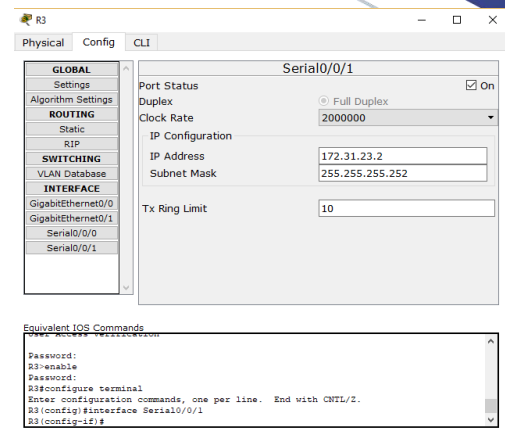 R3
Physical Config CLI
GLOBAL
Settings
Algorithm Settings
ROUTING
Static
RIP
SWITCHING
VLAN Database
INTERFACE
GigabitEthernet0/0
GigabitEthernet0/1
Serial0/0/0
Serial0/0/1
Serial0/0/1
Port Status On
Duplex Full Duplex
Clock Rate 2000000
IP Configuration
IP Address 172.31.23.2
Subnet Mask 255.255.255.252
Tx Ring Limit 10
Equivalent IOS Commands
User Access Verification
Password:
R3>enable
Password:
R3#configure terminal
Enter configuration commands, one per line. End with CNTL/Z.
R3(config)#interface Serial0/0/1
R3(config-if)#